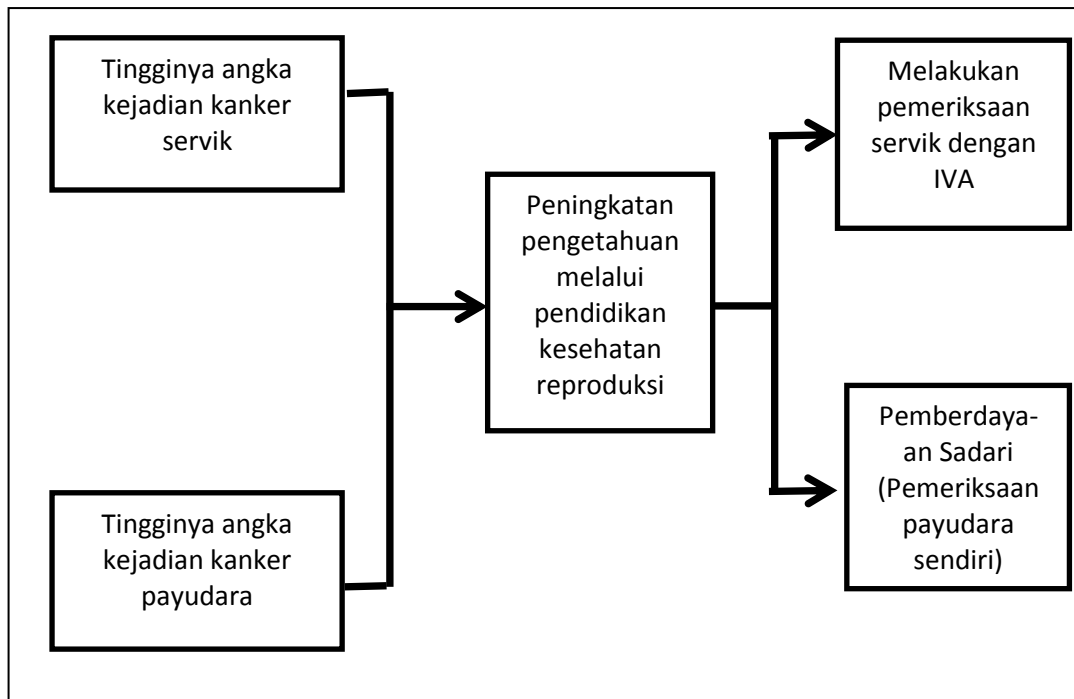 Tingginya angka
kejadian kanker
servik
Tingginya angka
kejadian kanker
payudara
Peningkatan
pengetahuan
melalui
pendidikan
kesehatan
reproduksi
Melakukan
pemeriksaan
servik dengan
IVA
Pemberdaya-
an Sadari
(Pemeriksaan
payudara
sendiri)